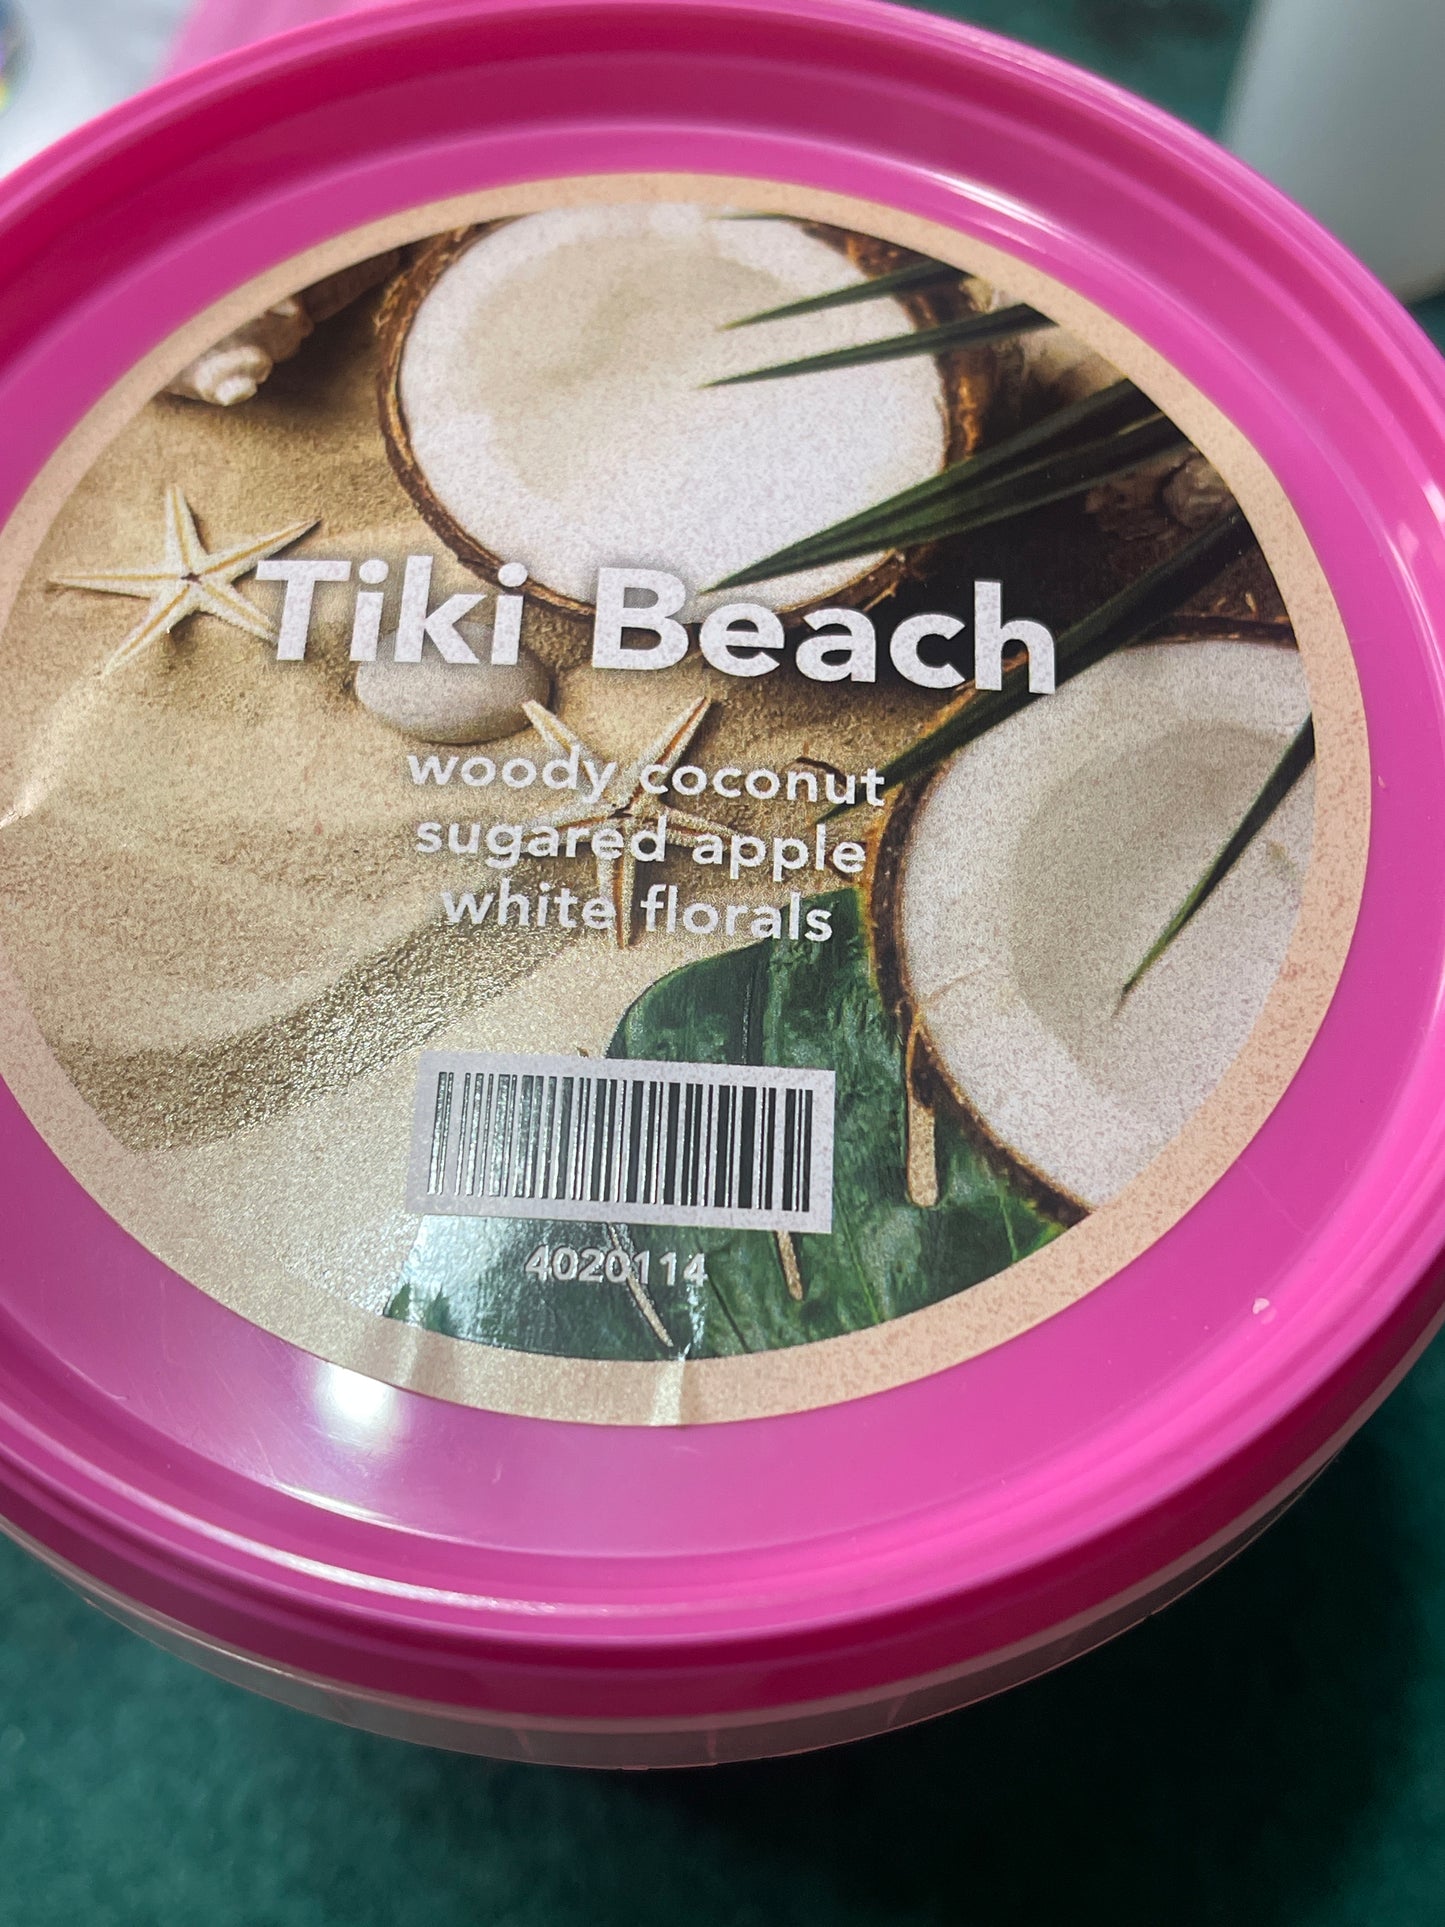 Tiki Beach
woody coconut
sugared apple
white florals
4020114